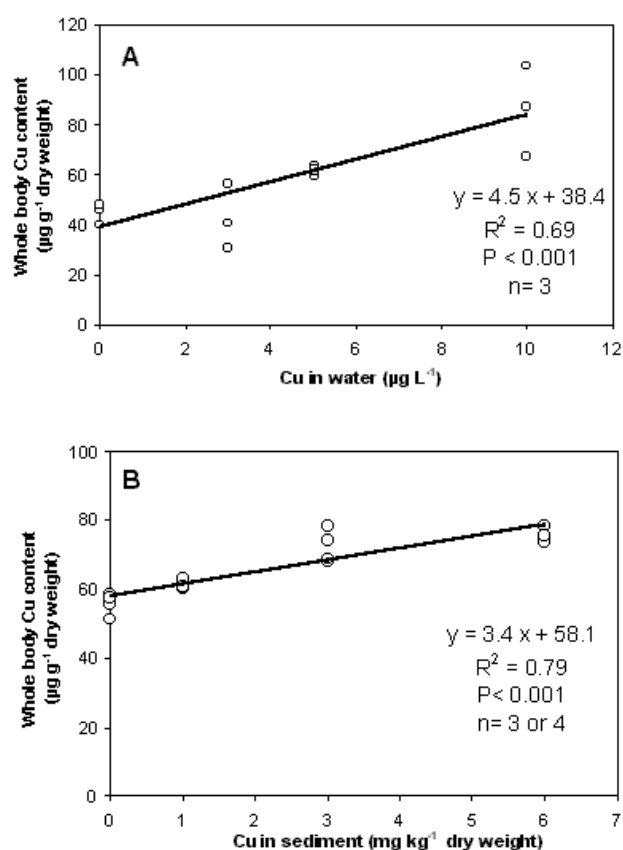 A
Whole body Cu content
(µg g⁻¹ dry weight)
120
100
80
60
40
20
0
y = 4.5 x + 38.4
R² = 0.69
P < 0.001
n= 3
0 2 4 6 8 10 12
Cu in water (µg L⁻¹)
B
Whole body Cu content
(µg g⁻¹ dry weight)
100
80
60
40
20
0
y = 3.4 x + 58.1
R² = 0.79
P< 0.001
n= 3 or 4
0 1 2 3 4 5 6 7
Cu in sediment (mg kg⁻¹ dry weight)